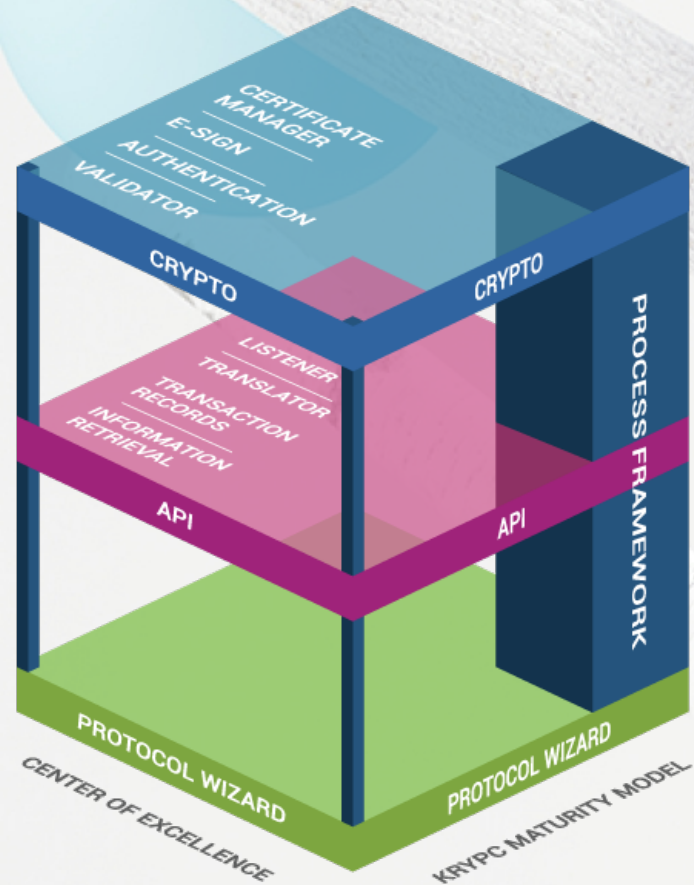 CERTIFICATE
MANAGER
E-SIGN
AUTHENTICATION
VALIDATOR
CRYPTO
CRYPTO
LISTENER
TRANSLATOR
TRANSACTION
RECORDS
INFORMATION
RETRIEVAL
API
API
PROCESS FRAMEWORK
PROTOCOL WIZARD
PROTOCOL WIZARD
CENTER OF EXCELLENCE
KRYPC MATURITY MODEL